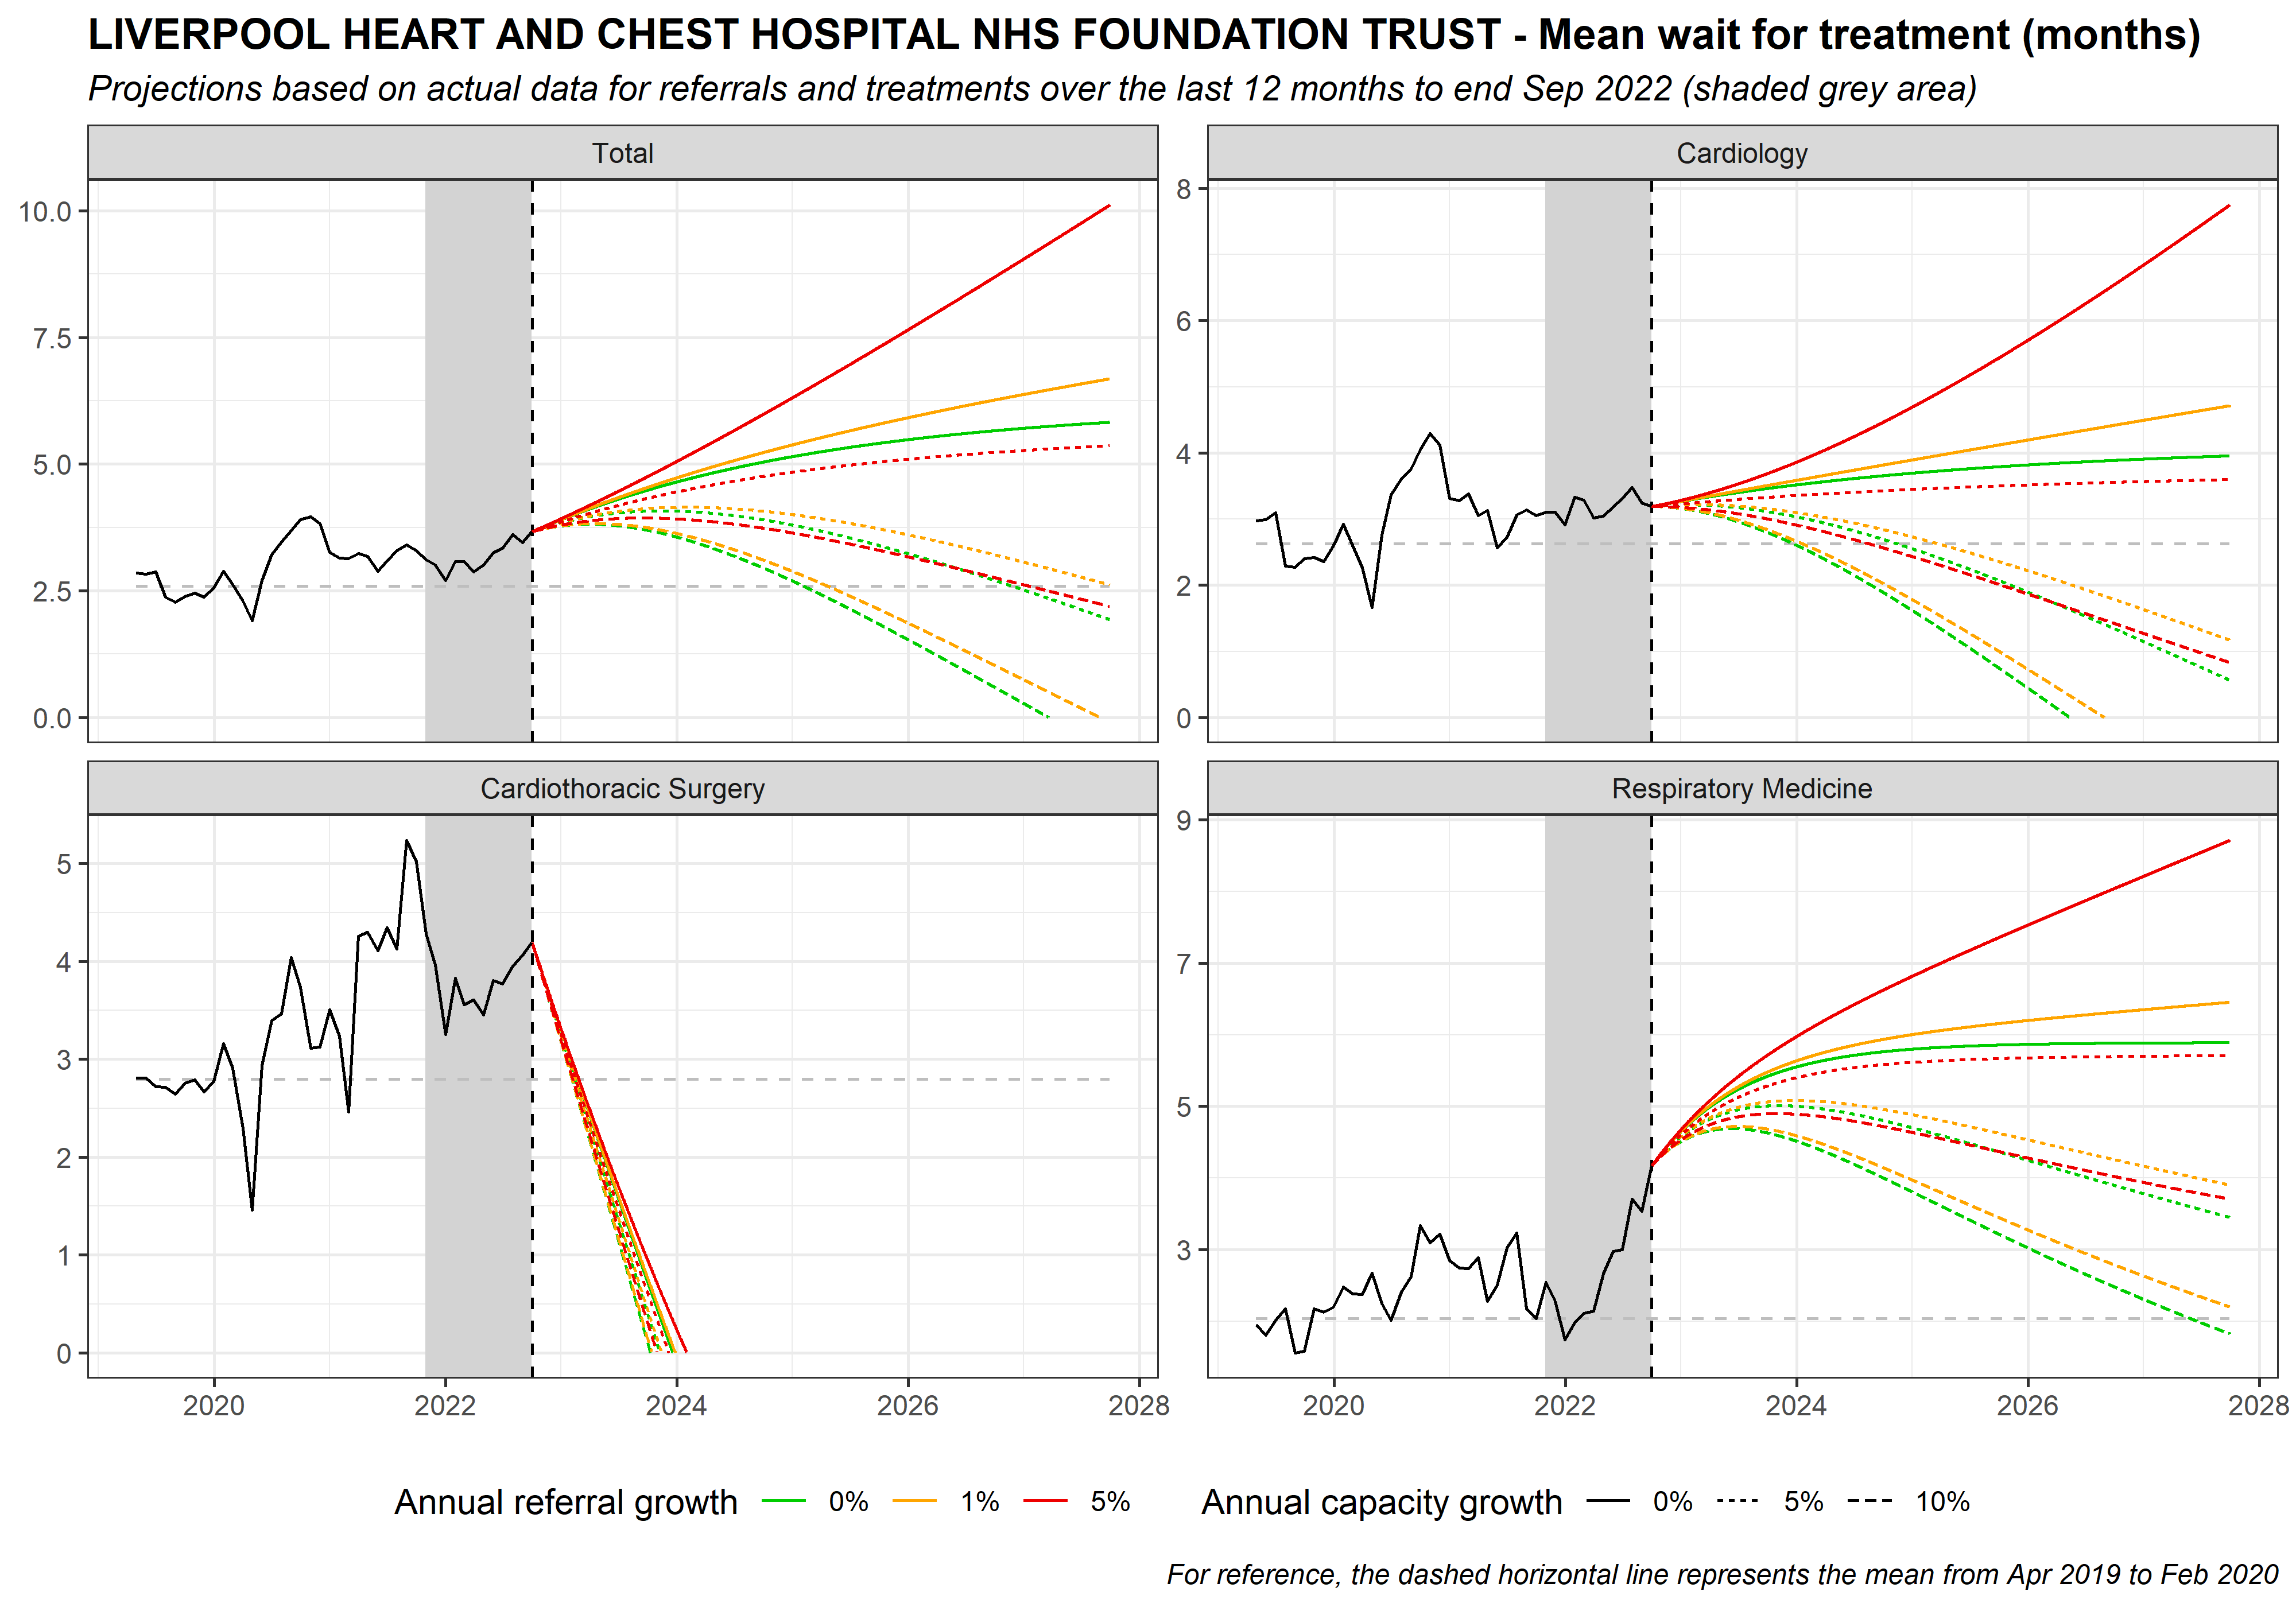 LIVERPOOL HEART AND CHEST HOSPITAL NHS FOUNDATION TRUST - Mean wait for treatment (months)
Projections based on actual data for referrals and treatments over the last 12 months to end Sep 2022 (shaded grey area)
Total
10.0
7.5
5.0
2.5
0.0
Cardiology
8
6
4
2
0
Cardiothoracic Surgery
5
4
3
2
1
0
2020 2022 2024 2026 2028
Respiratory Medicine
9
7
5
3
2020 2022 2024 2026 2028
Annual referral growth 0% 1% 5%
Annual capacity growth 0% 5% 10%
For reference, the dashed horizontal line represents the mean from Apr 2019 to Feb 2020